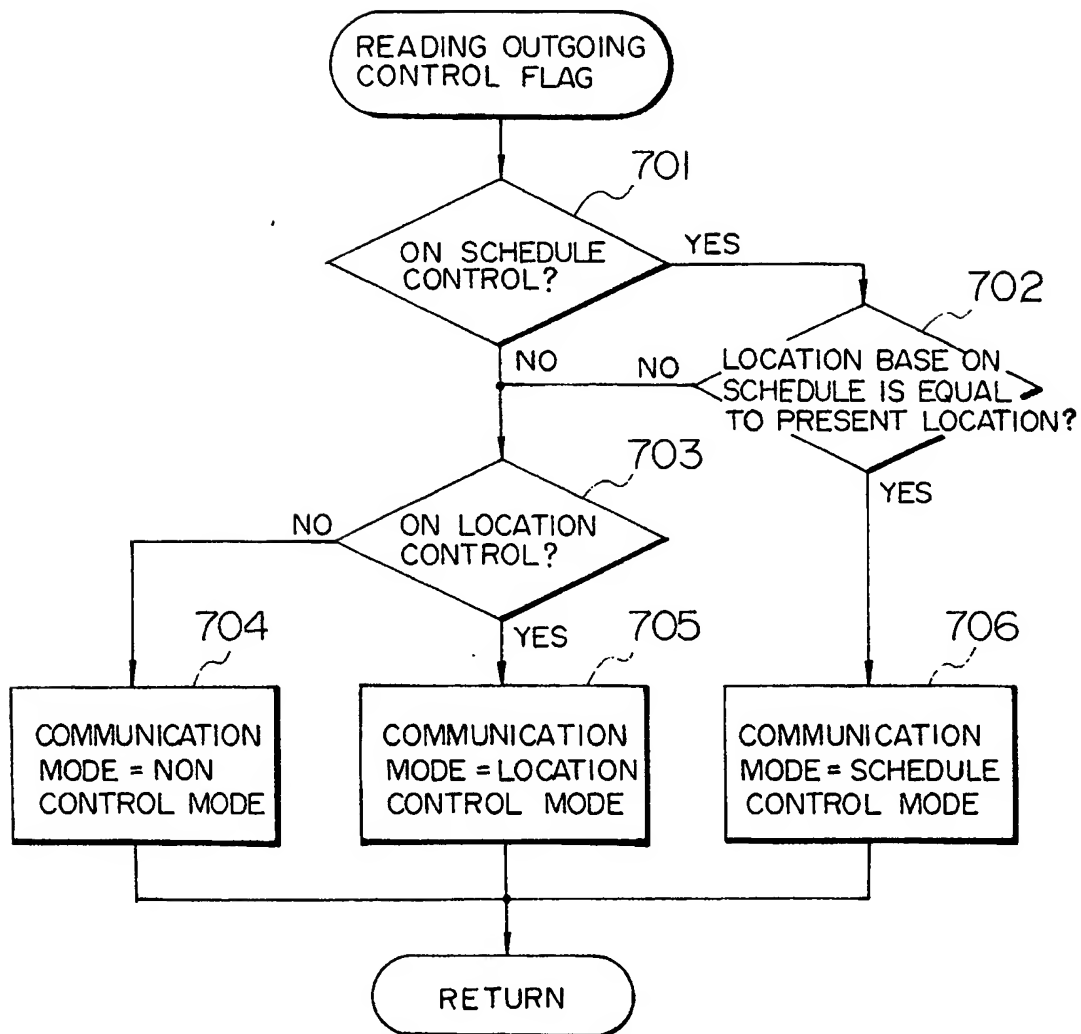 READING OUTGOING
CONTROL FLAG
701
ON SCHEDULE
CONTROL?
YES
NO
702
LOCATION BASE ON
SCHEDULE IS EQUAL
TO PRESENT LOCATION?
NO
YES
703
ON LOCATION
CONTROL?
NO
YES
704
COMMUNICATION
MODE = NON
CONTROL MODE
705
COMMUNICATION
MODE = LOCATION
CONTROL MODE
706
COMMUNICATION
MODE = SCHEDULE
CONTROL MODE
RETURN